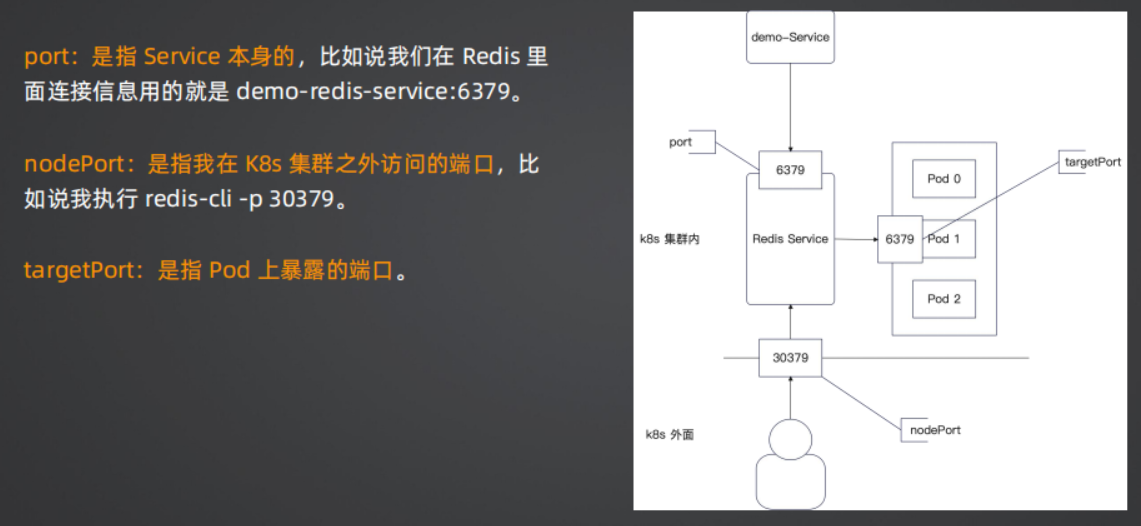 port：是指 Service 本身的，比如说我们在 Redis 里
面连接信息用的就是 demo-redis-service:6379。
nodePort：是指我在 K8s 集群之外访问的端口，比
如说我执行 redis-cli -p 30379。
targetPort：是指 Pod 上暴露的端口。
demo-Service
port
6379
targetPort
Pod 0
k8s 集群内
Redis Service
6379
Pod 1
Pod 2
30379
k8s 外面
nodePort